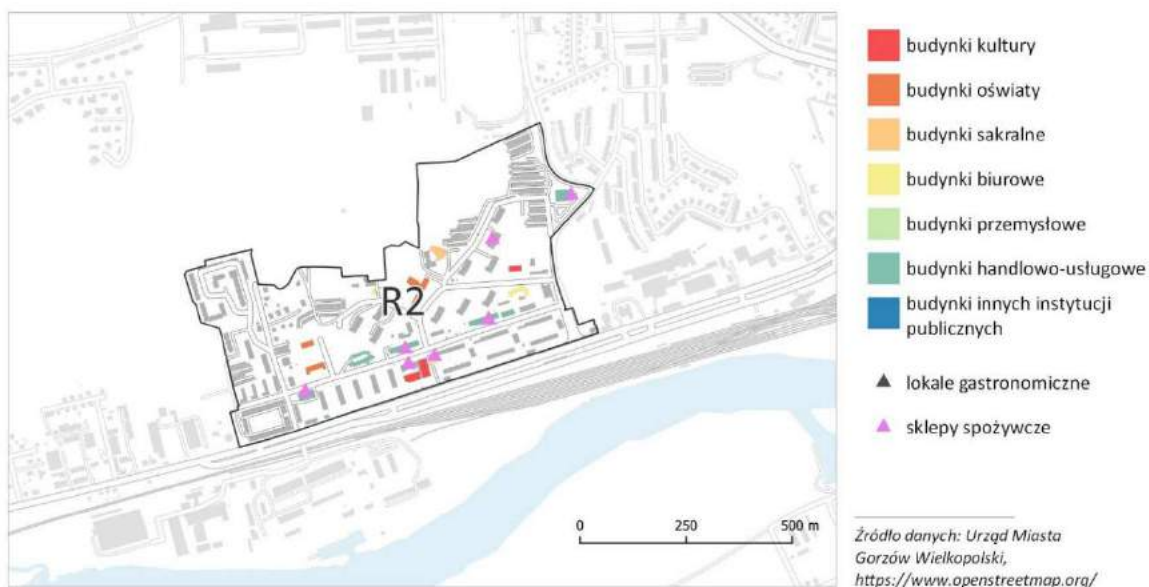 budynki kultury
budynki oświaty
budynki sakralne
budynki biurowe
budynki przemysłowe
budynki handlowo-usługowe
budynki innych instytucji
publicznych
lokale gastronomiczne
sklepy spożywcze
R2
0 250 500 m
Źródło danych: Urząd Miasta
Gorzów Wielkopolski,
https://www.openstreetmap.org/